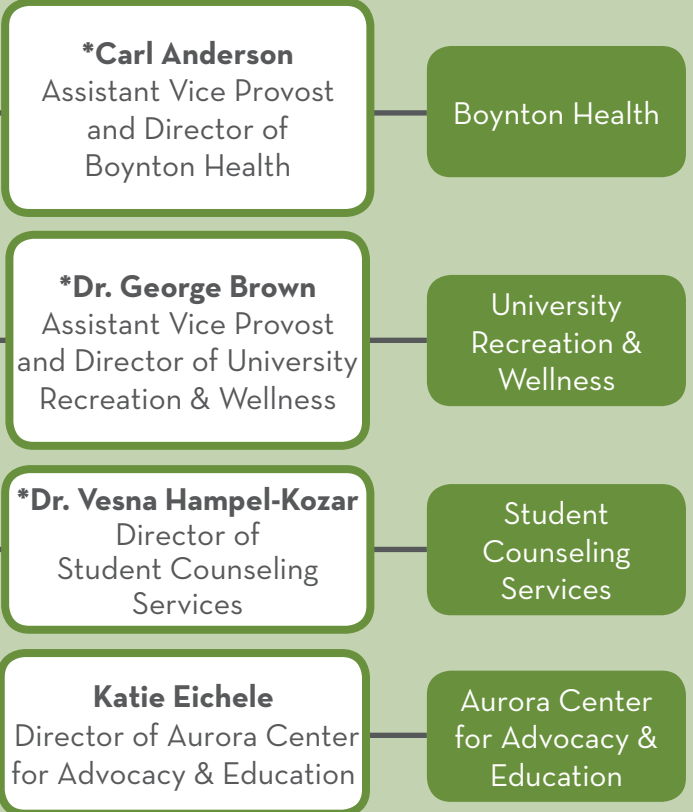 *Carl Anderson
Assistant Vice Provost
and Director of
Boynton Health
Boynton Health
*Dr. George Brown
Assistant Vice Provost
and Director of University
Recreation & Wellness
University
Recreation &
Wellness
*Dr. Vesna Hampel-Kozar
Director of
Student Counseling
Services
Student
Counseling
Services
Katie Eichele
Director of Aurora Center
for Advocacy & Education
Aurora Center
for Advocacy &
Education